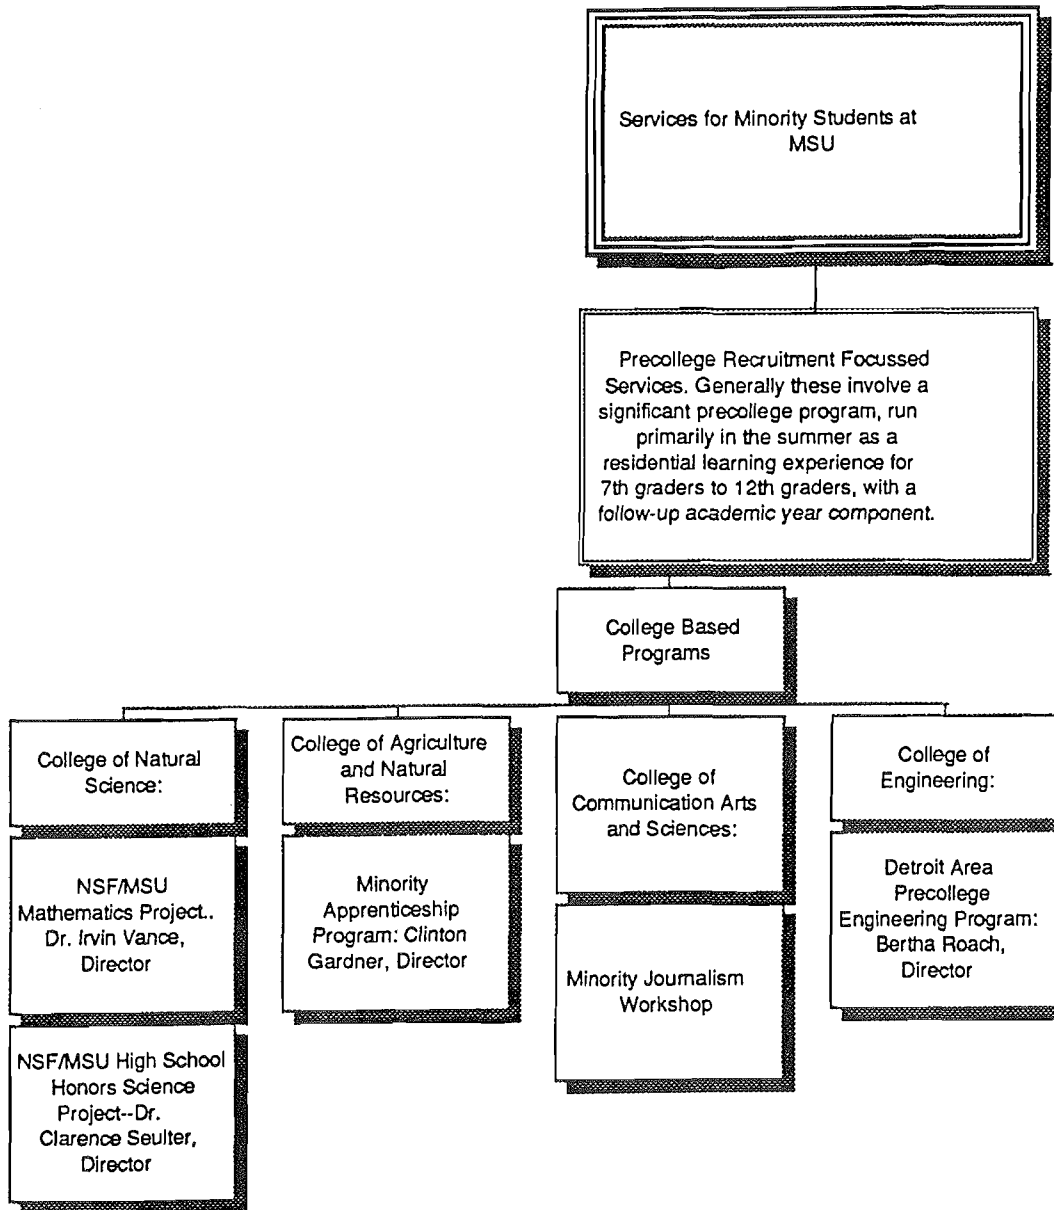 Services for Minority Students at
MSU
Precollege Recruitment Focussed
Services. Generally these involve a
significant precollege program, run
primarily in the summer as a
residential learning experience for
7th graders to 12th graders, with a
follow-up academic year component.
College Based
Programs
College of Natural
Science:
NSF/MSU
Mathematics Project..
Dr. Irvin Vance,
Director
NSF/MSU High School
Honors Science
Project--Dr.
Clarence Seulter,
Director
College of Agriculture
and Natural
Resources:
Minority
Apprenticeship
Program: Clinton
Gardner, Director
College of
Communication Arts
and Sciences:
Minority Journalism
Workshop
College of
Engineering:
Detroit Area
Precollege
Engineering Program:
Bertha Roach,
Director